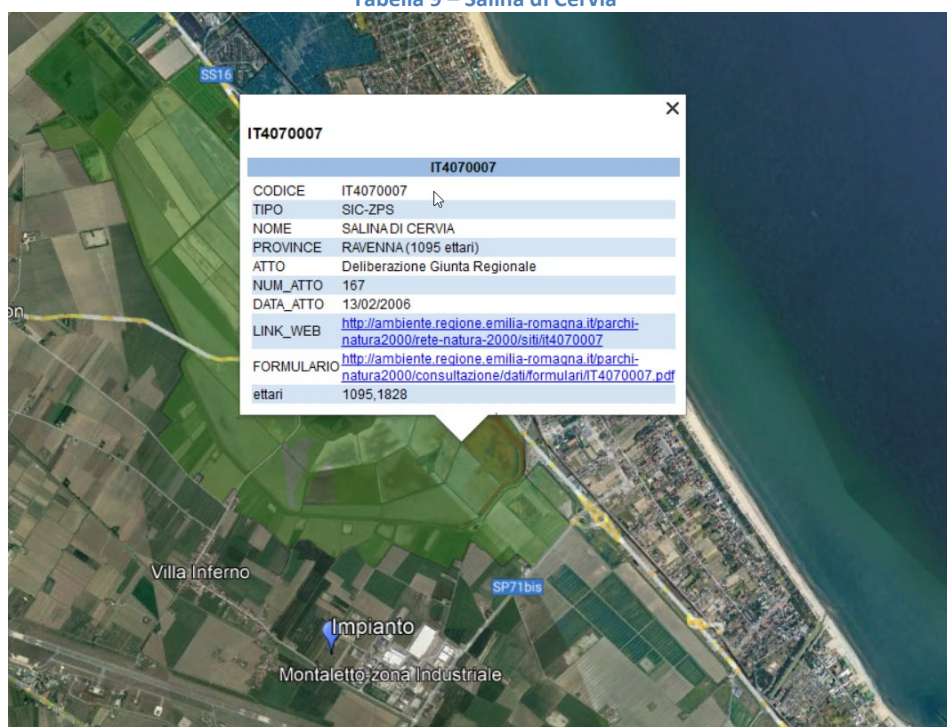 Tabella 9 – Salina di Cervia
SS16
IT4070007
IT4070007
CODICE IT4070007
TIPO SIC-ZPS
NOME SALINA DI CERVIA
PROVINCE RAVENNA (1095 ettari)
ATTO Deliberazione Giunta Regionale
NUM_ATTO 167
DATA_ATTO 13/02/2006
LINK_WEB http://ambiente.regione.emilia-romagna.it/parchi-
natura2000/rete-natura-2000/siti/it4070007
FORMULARIO http://ambiente.regione.emilia-romagna.it/parchi-
natura2000/consultazione/dati/formulari/IT4070007.pdf
ettari 1095,1828
on
Villa Inferno
SP71bis
Impianto
Montaletto-zona Industriale